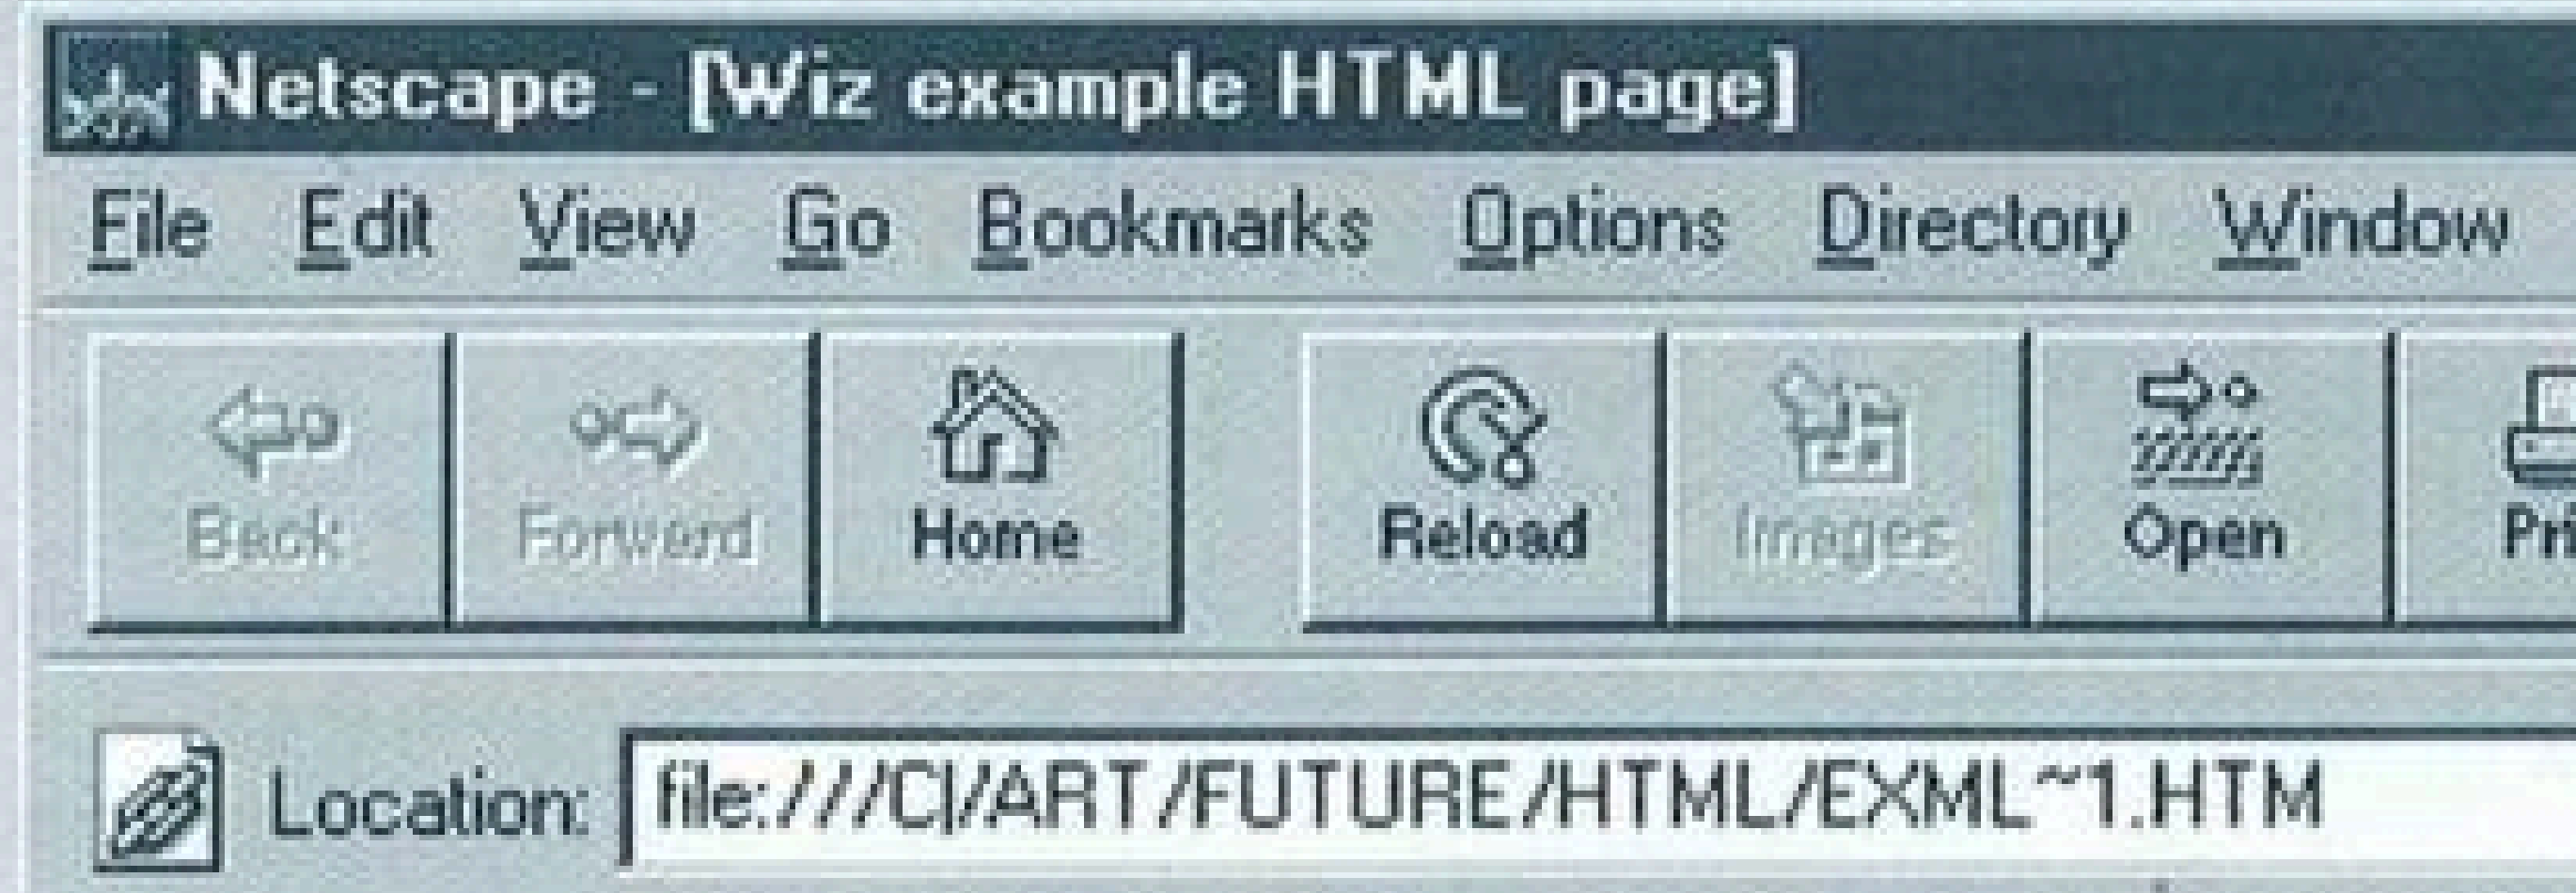 Netscape - [Wiz example HTML page]
File Edit View Go Bookmarks Options Directory Window
Back Forward Home Reload Images Open
Location: file:///C|/ART/FUTURE/HTML/EXML~1.HTM